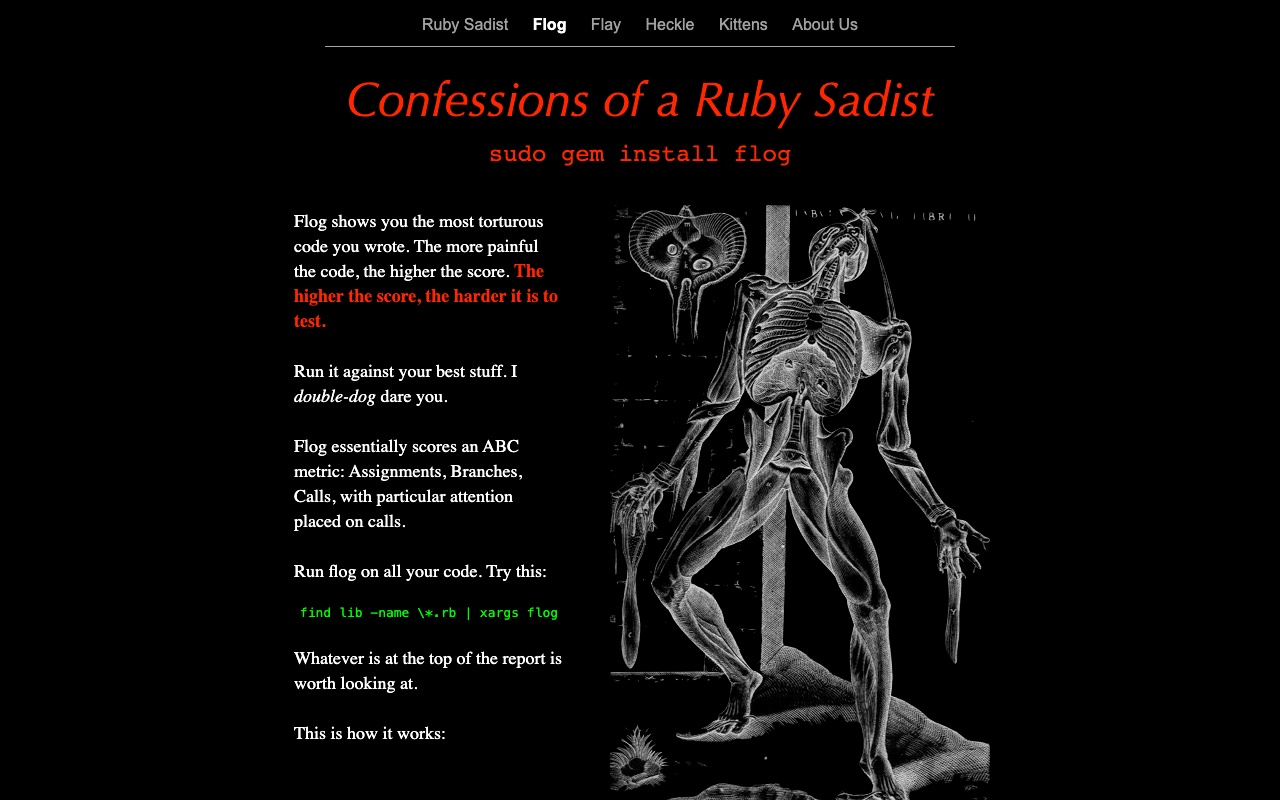 Ruby Sadist Flog Flay Heckle Kittens About Us
Confessions of a Ruby Sadist
sudo gem install flog
Flog shows you the most torturous
code you wrote. The more painful
the code, the higher the score. The
higher the score, the harder it is to
test.
Run it against your best stuff. I
double-dog dare you.
Flog essentially scores an ABC
metric: Assignments, Branches,
Calls, with particular attention
placed on calls.
Run flog on all your code. Try this:
find lib -name \*.rb | xargs flog
Whatever is at the top of the report is
worth looking at.
This is how it works: